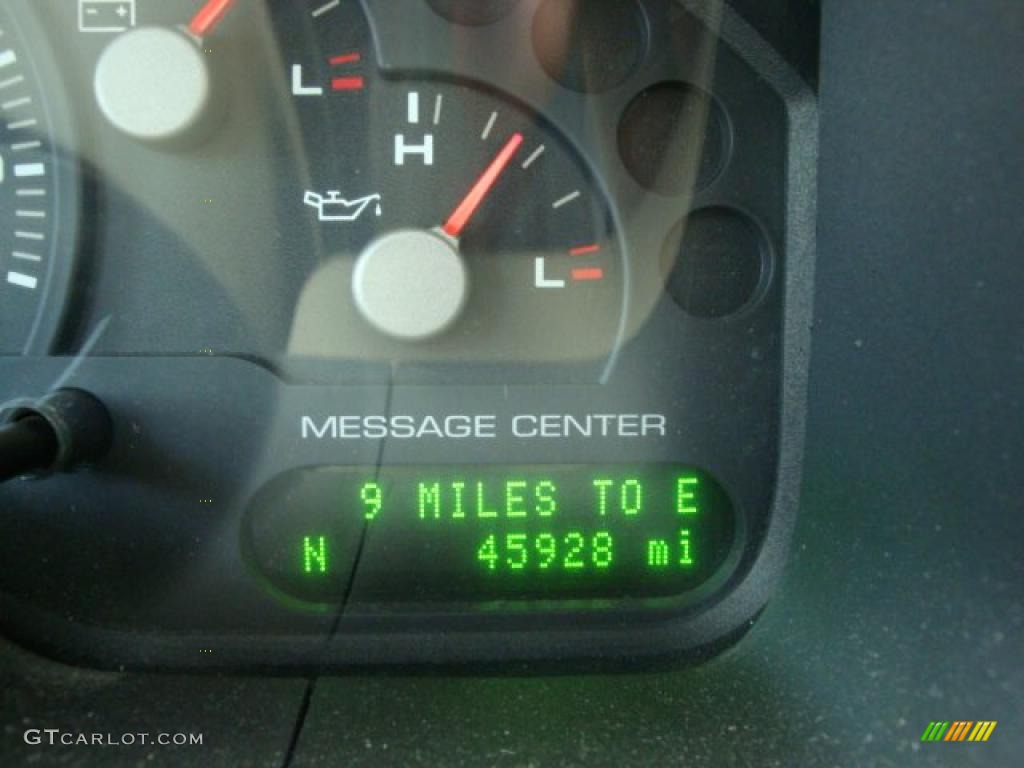 - +
L
H
L
MESSAGE CENTER
9 MILES TO E
N 45928 mi
GTCARLOT.COM